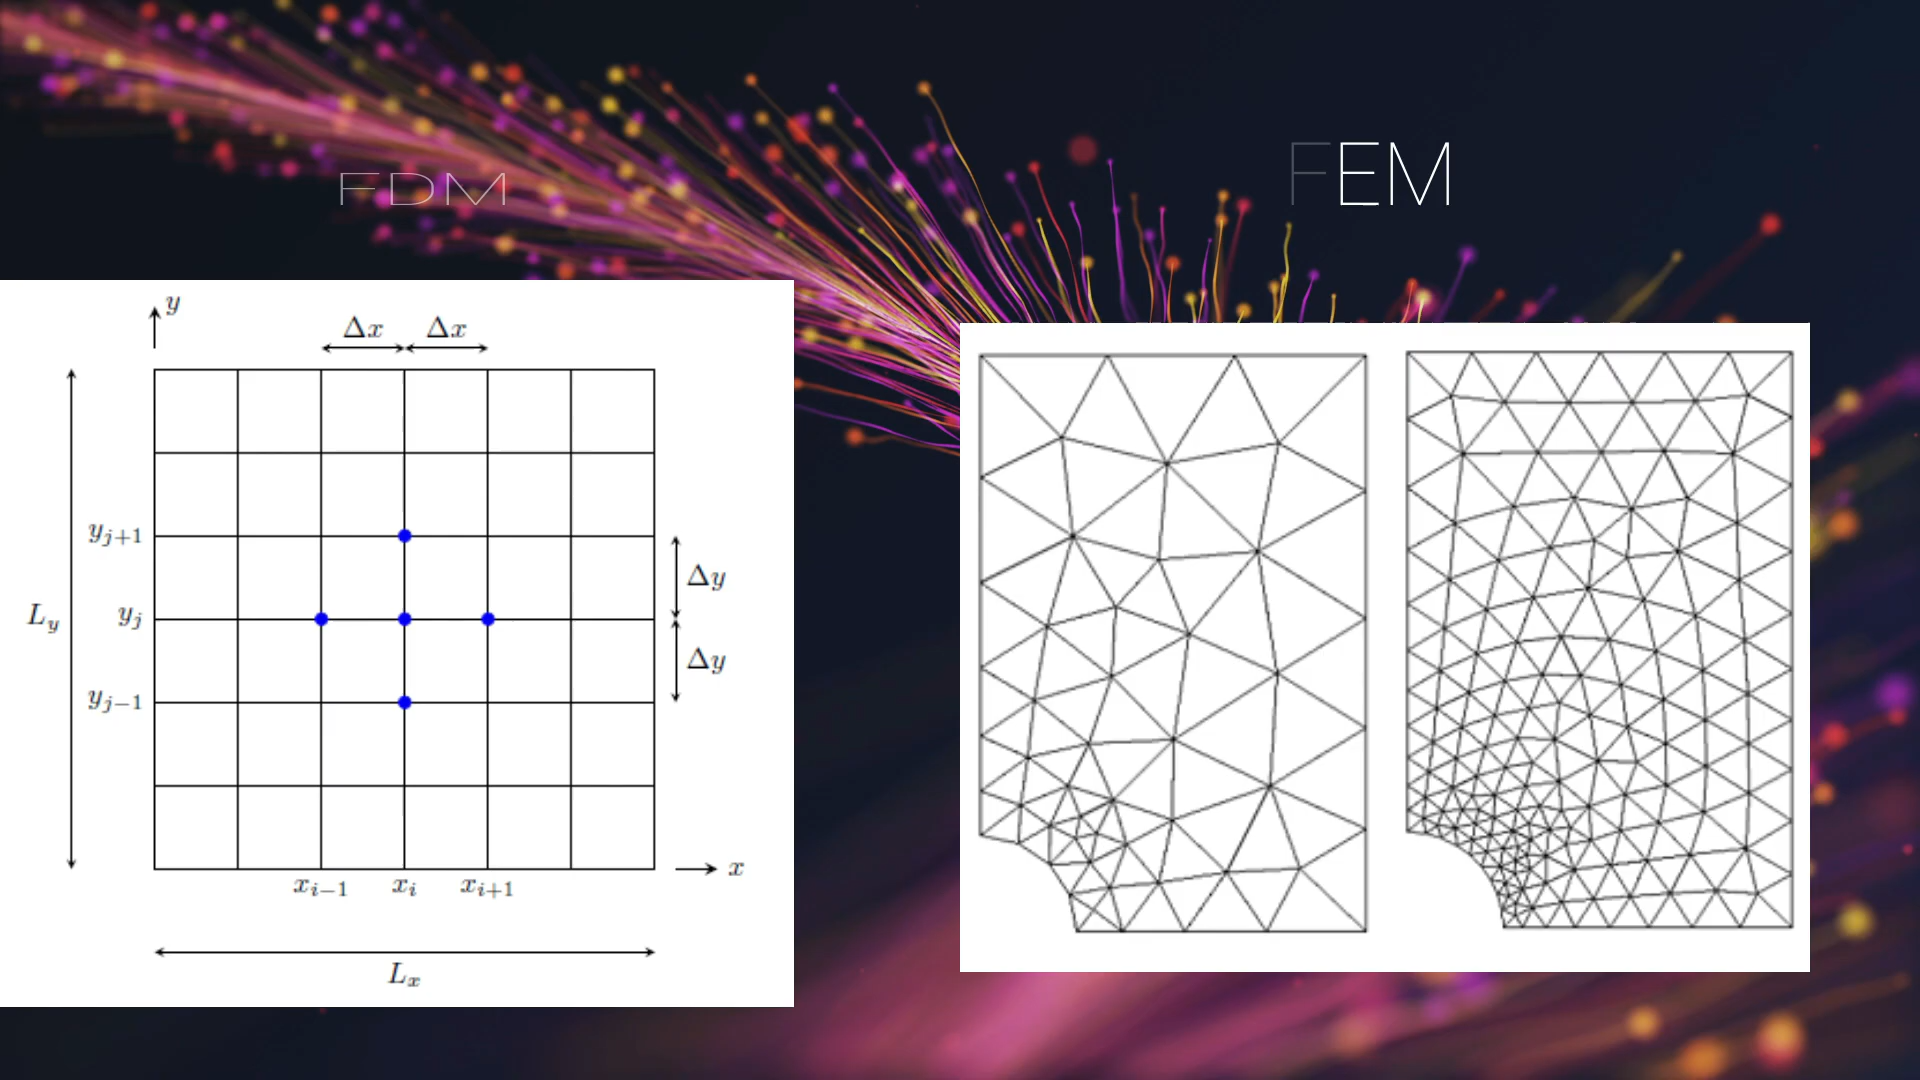 FDM
FEM
y
Δx Δx
y_{j+1}
Δy
L_y
y_j
Δy
y_{j−1}
x
x_{i−1} x_i x_{i+1}
L_x